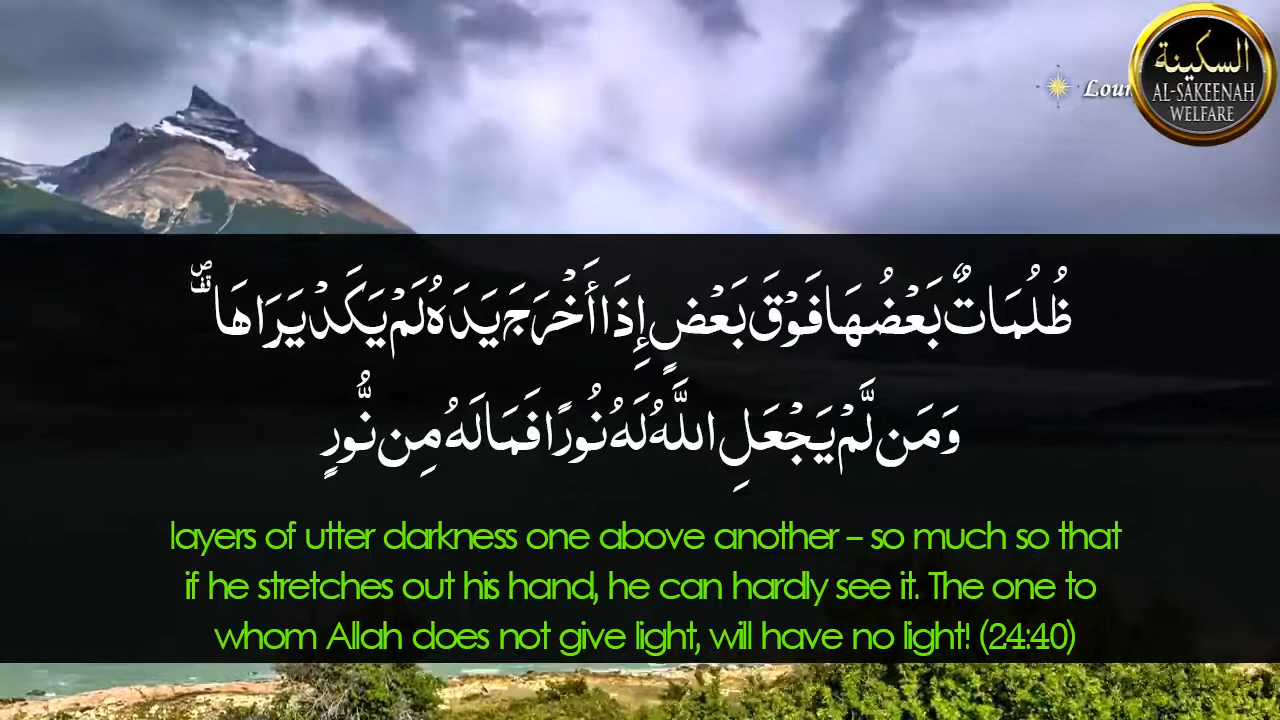 السكينة
AL-SAKEENAH
WELFARE
ظُلُمَاتٌ بَعْضُهَا فَوْقَ بَعْضٍ إِذَا أَخْرَجَ يَدَهُ لَمْ يَكَدْ يَرَاهَا ۗ
وَمَن لَّمْ يَجْعَلِ اللَّهُ لَهُ نُورًا فَمَا لَهُ مِن نُّورٍ
layers of utter darkness one above another – so much so that
if he stretches out his hand, he can hardly see it. The one to
whom Allah does not give light, will have no light! (24:40)